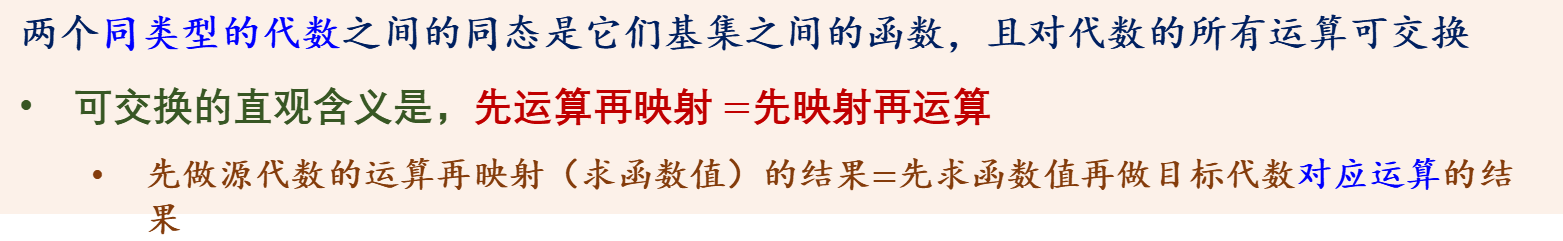 两个同类型的代数之间的同态是它们基集之间的函数，且对代数的所有运算可交换
• 可交换的直观含义是，先运算再映射 =先映射再运算
• 先做源代数的运算再映射（求函数值）的结果=先求函数值再做目标代数对应运算的结
果